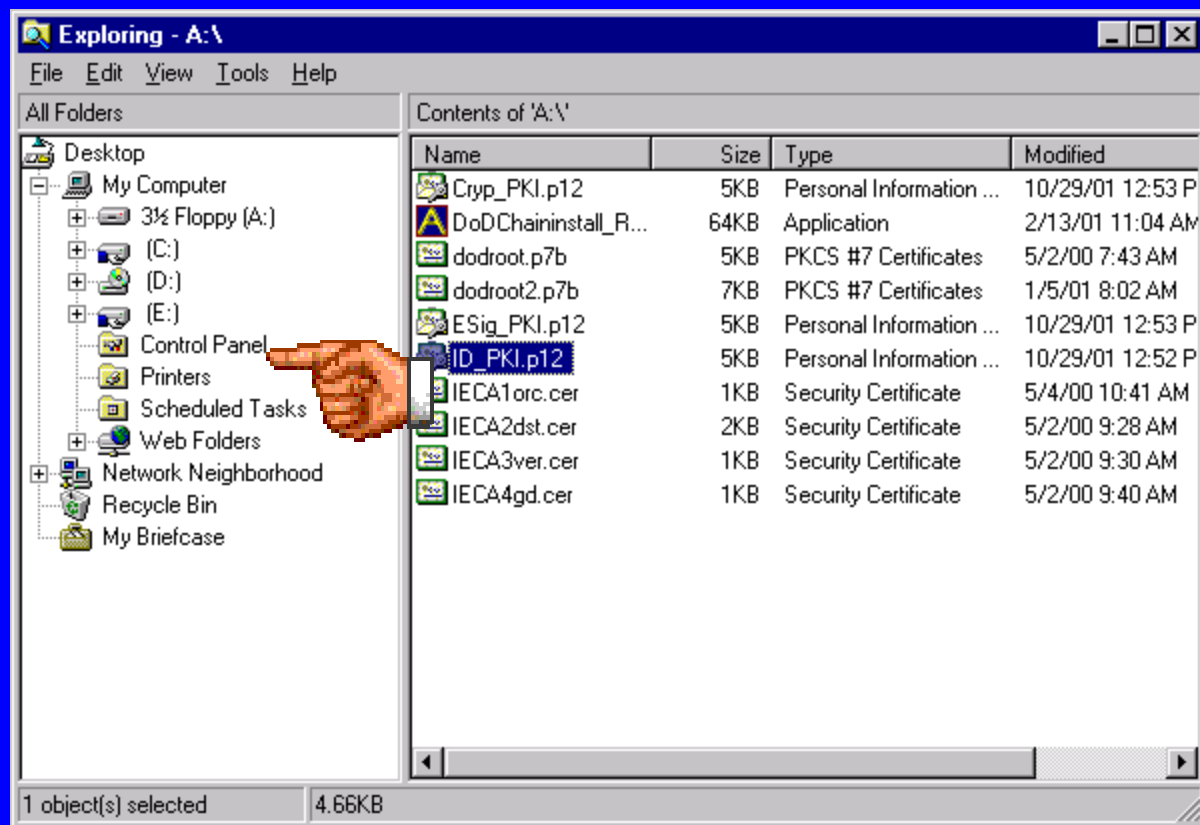 Exploring - A:\
File Edit View Tools Help
All Folders
Contents of 'A:\'
Desktop
My Computer
3½ Floppy (A:)
(C:)
(D:)
(E:)
Control Panel
Printers
Scheduled Tasks
Web Folders
Network Neighborhood
Recycle Bin
My Briefcase
Name Size Type Modified
Cryp_PKI.p12 5KB Personal Information ... 10/29/01 12:53 P
DoDChaininstall_R... 64KB Application 2/13/01 11:04 AM
dodroot.p7b 5KB PKCS #7 Certificates 5/2/00 7:43 AM
dodroot2.p7b 7KB PKCS #7 Certificates 1/5/01 8:02 AM
ESig_PKI.p12 5KB Personal Information ... 10/29/01 12:53 P
ID_PKI.p12 5KB Personal Information ... 10/29/01 12:52 P
IECA1orc.cer 1KB Security Certificate 5/4/00 10:41 AM
IECA2dst.cer 2KB Security Certificate 5/2/00 9:28 AM
IECA3ver.cer 1KB Security Certificate 5/2/00 9:30 AM
IECA4gd.cer 1KB Security Certificate 5/2/00 9:40 AM
1 object(s) selected 4.66KB